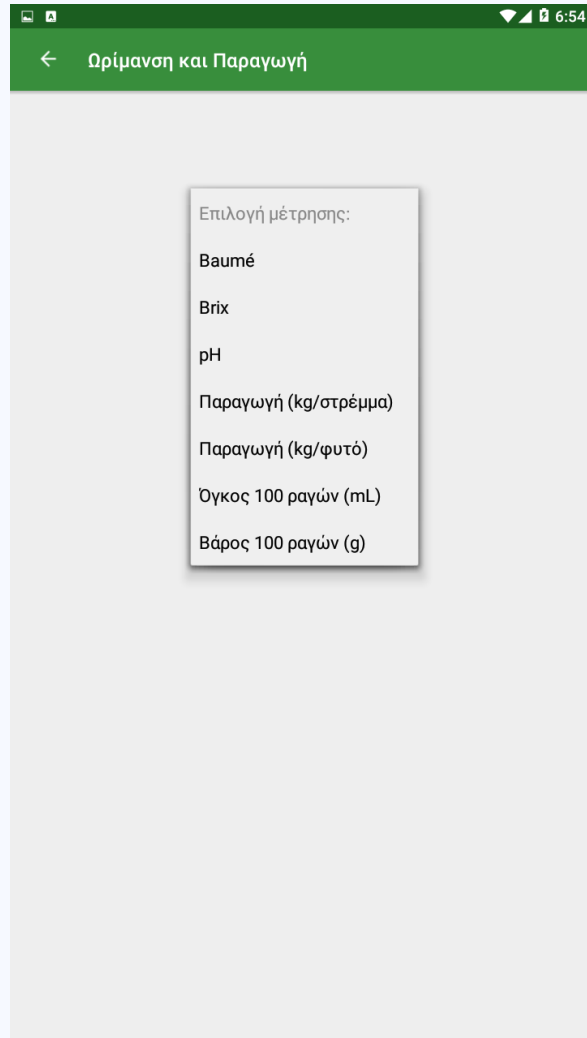 6:54
Ωρίμανση και Παραγωγή
Επιλογή μέτρησης:
Baumé
Brix
pH
Παραγωγή (kg/στρέμμα)
Παραγωγή (kg/φυτό)
Όγκος 100 ραγών (mL)
Βάρος 100 ραγών (g)